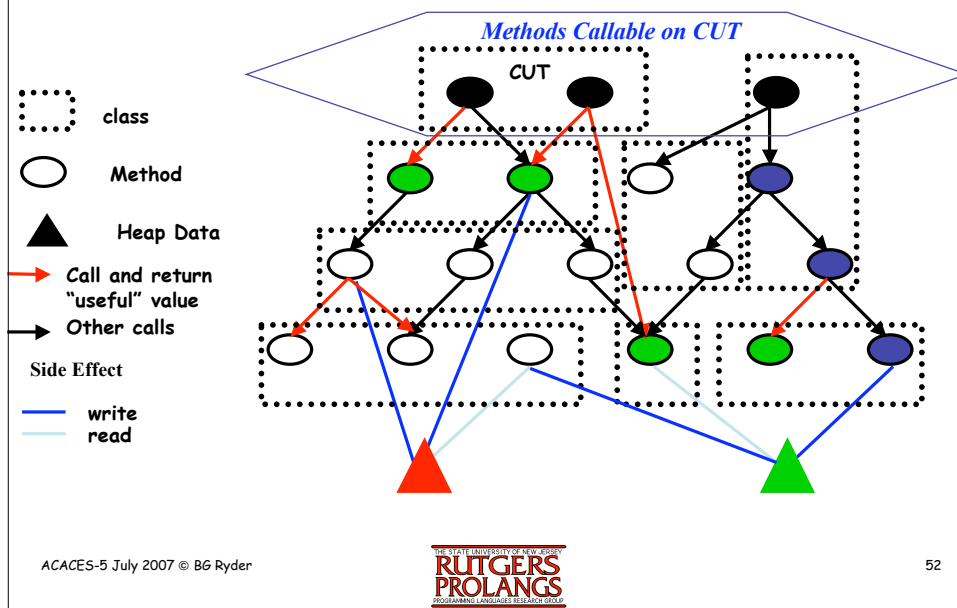 Methods Callable on CUT
CUT
class
Method
Heap Data
Call and return
"useful" value
Other calls
Side Effect
write
read
ACACES-5 July 2007 © BG Ryder
THE STATE UNIVERSITY OF NEW JERSEY
RUTGERS
PROLANGS
PROGRAMMING LANGUAGES RESEARCH GROUP
52